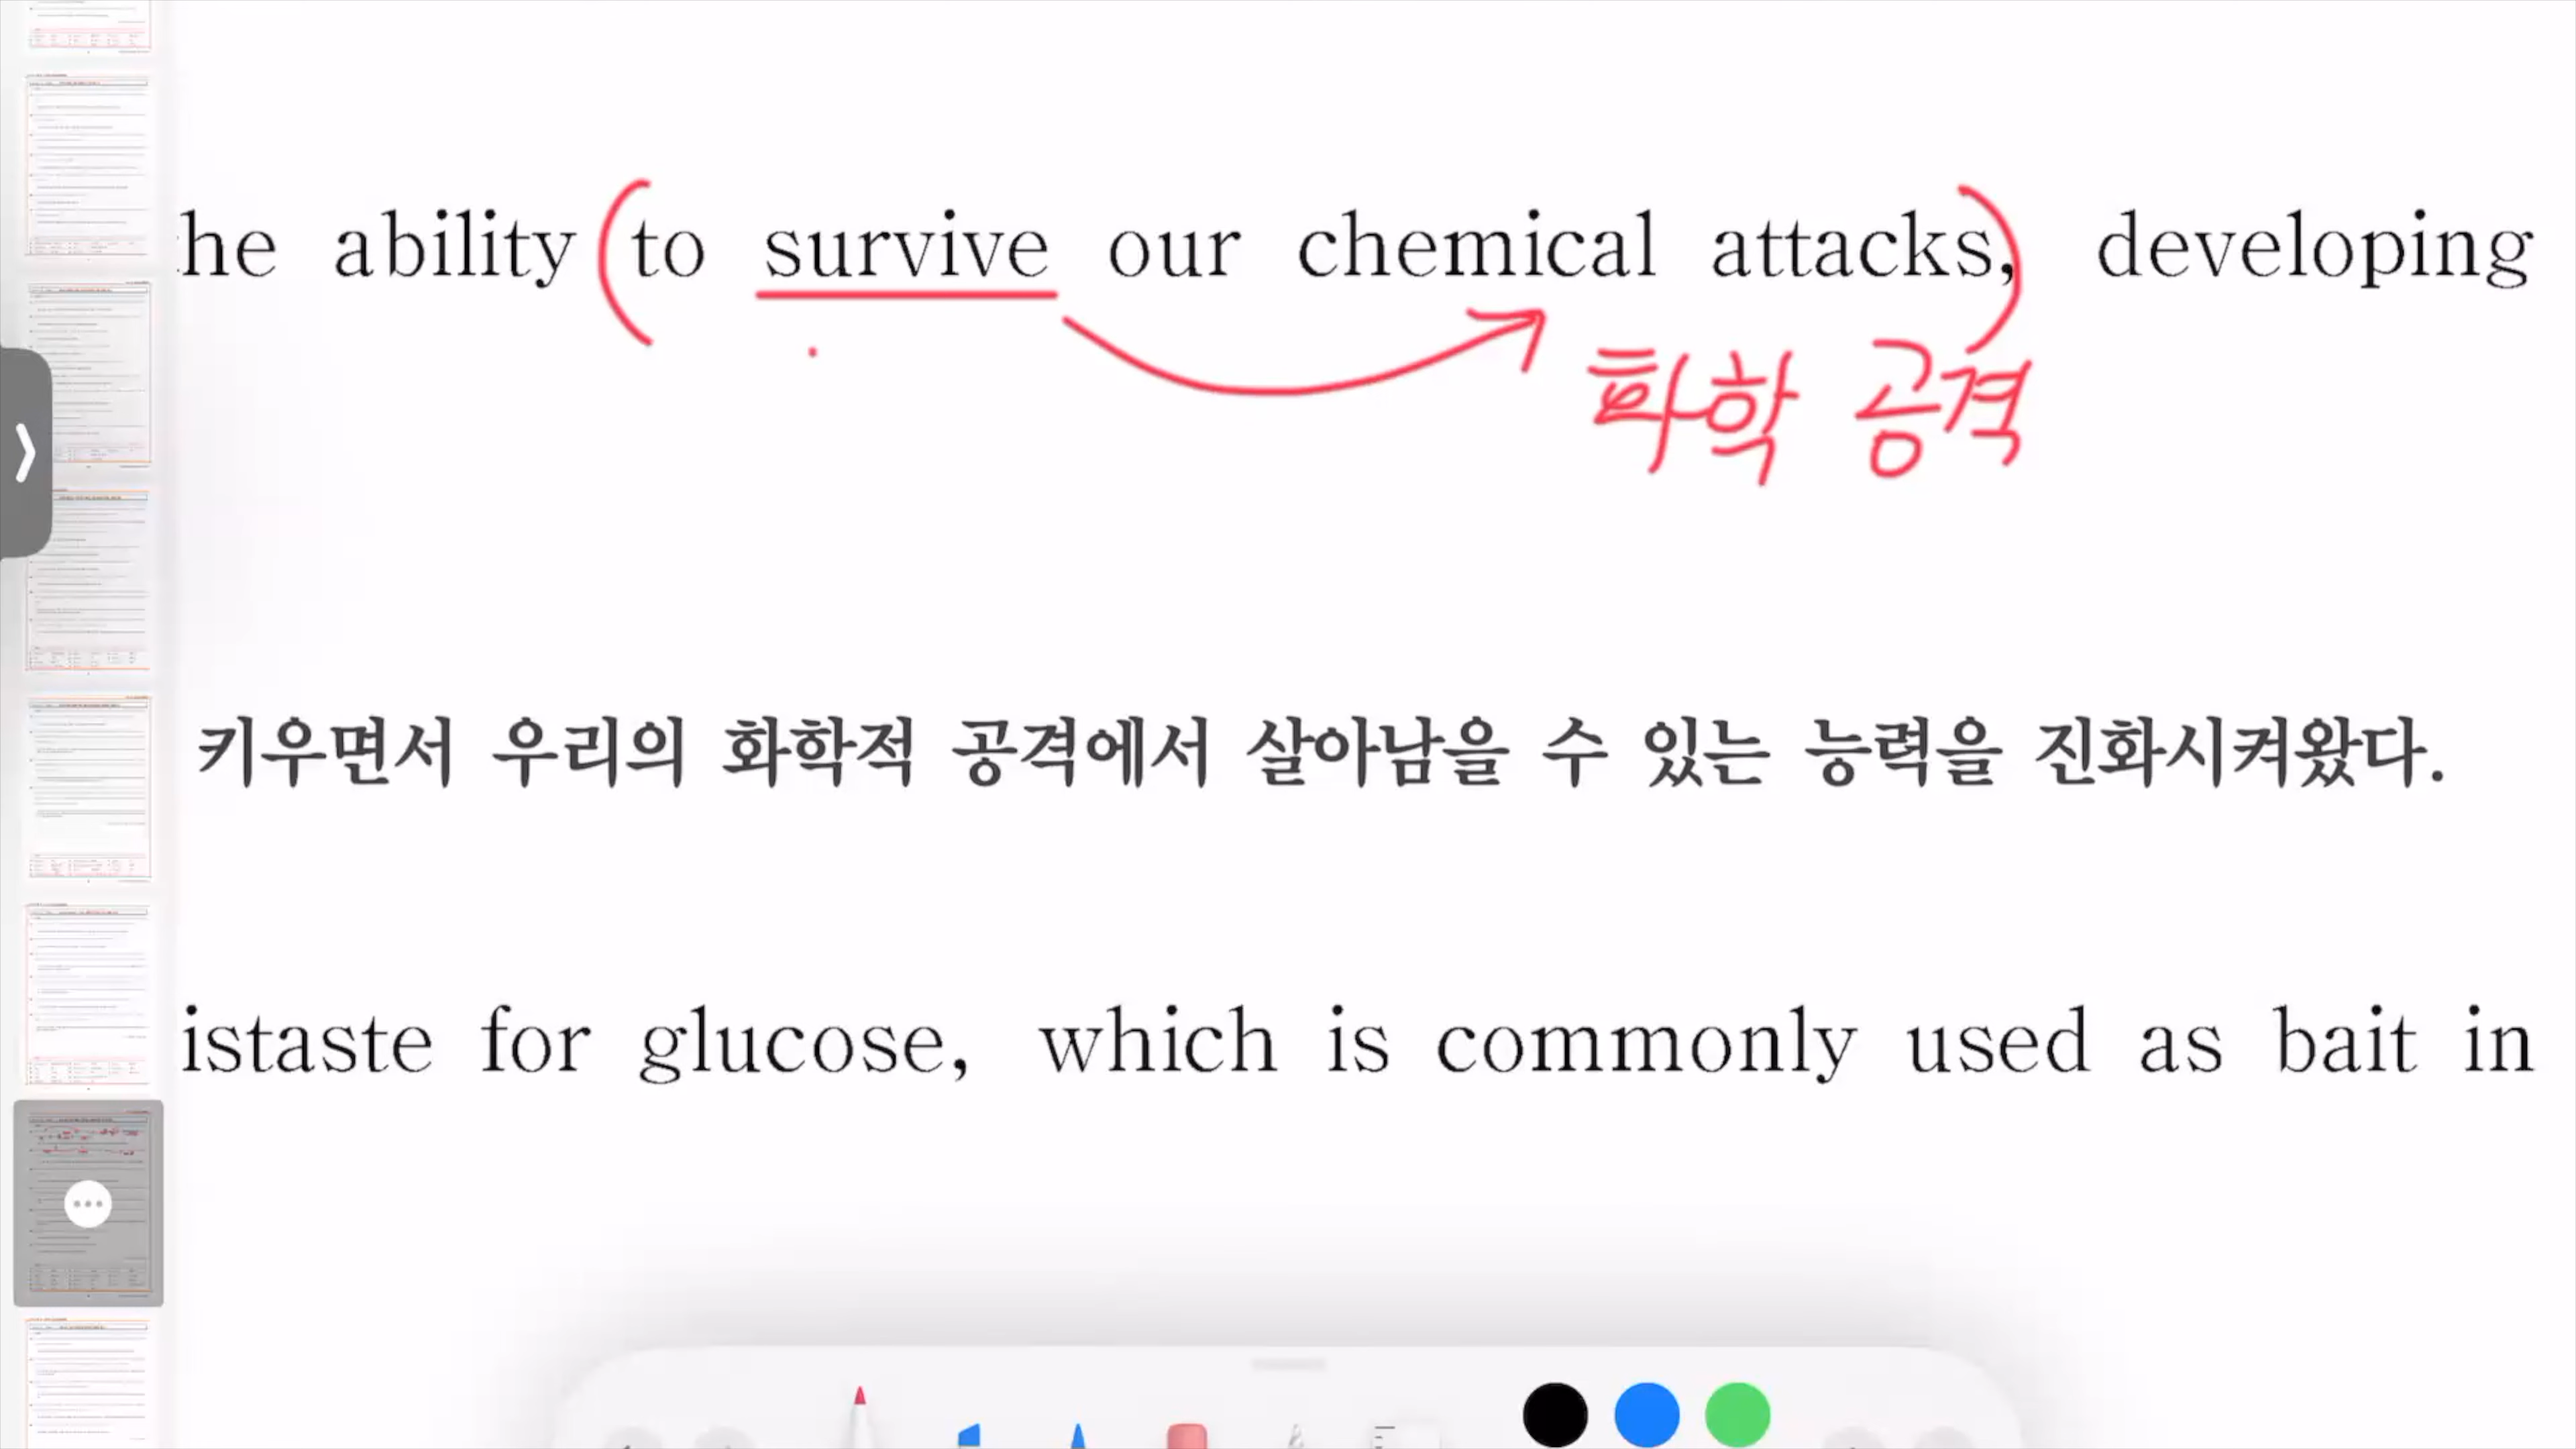 he ability (to survive our chemical attacks,) developing
화학 공격
키우면서 우리의 화학적 공격에서 살아남을 수 있는 능력을 진화시켜왔다.
istaste for glucose, which is commonly used as bait in